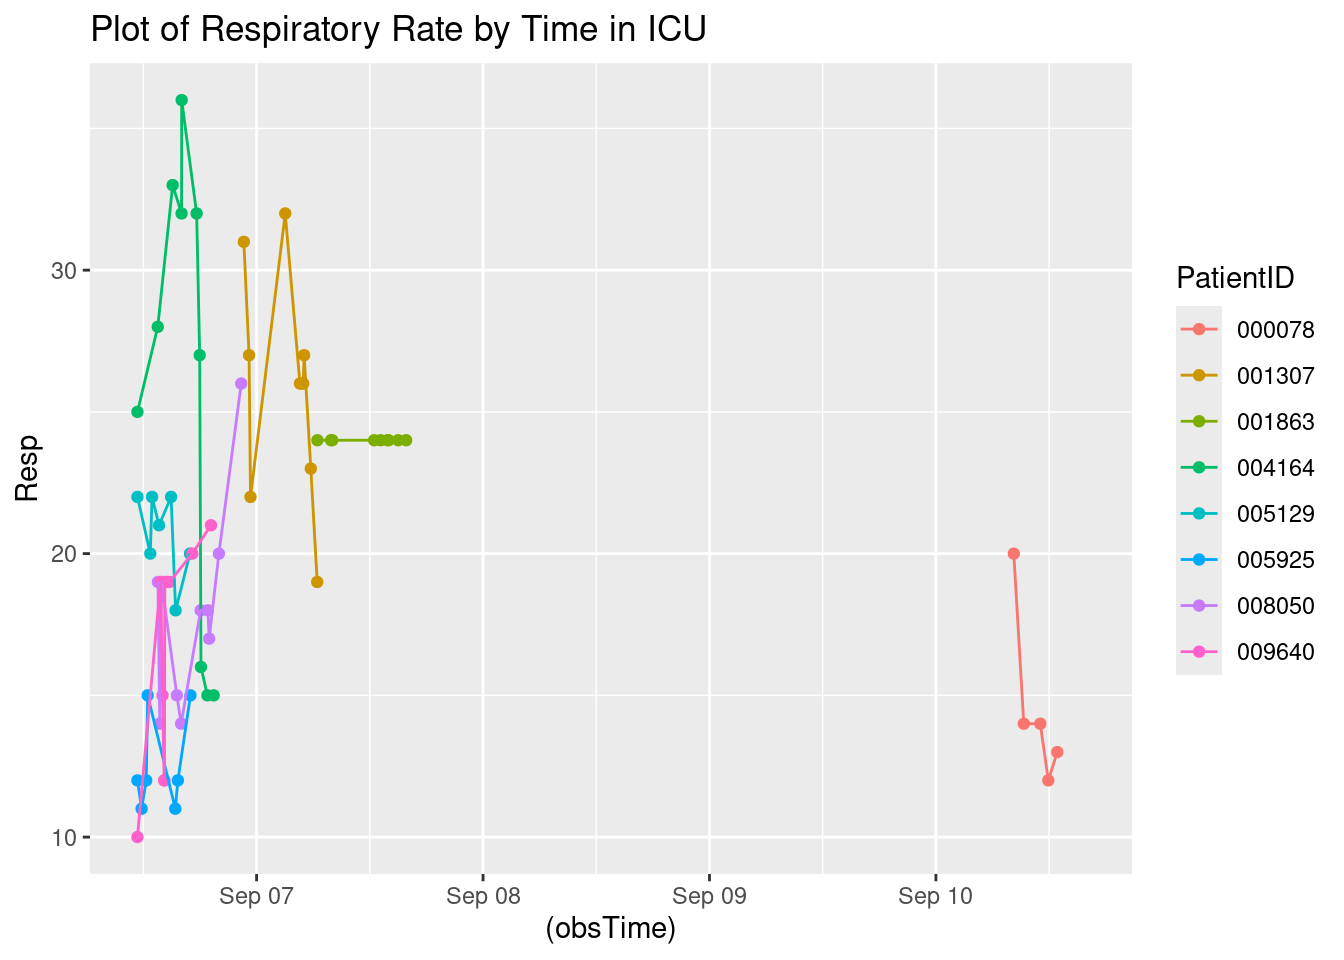 Plot of Respiratory Rate by Time in ICU
Resp
30
20
10
Sep 07
Sep 08
Sep 09
Sep 10
(obsTime)
PatientID
000078
001307
001863
004164
005129
005925
008050
009640